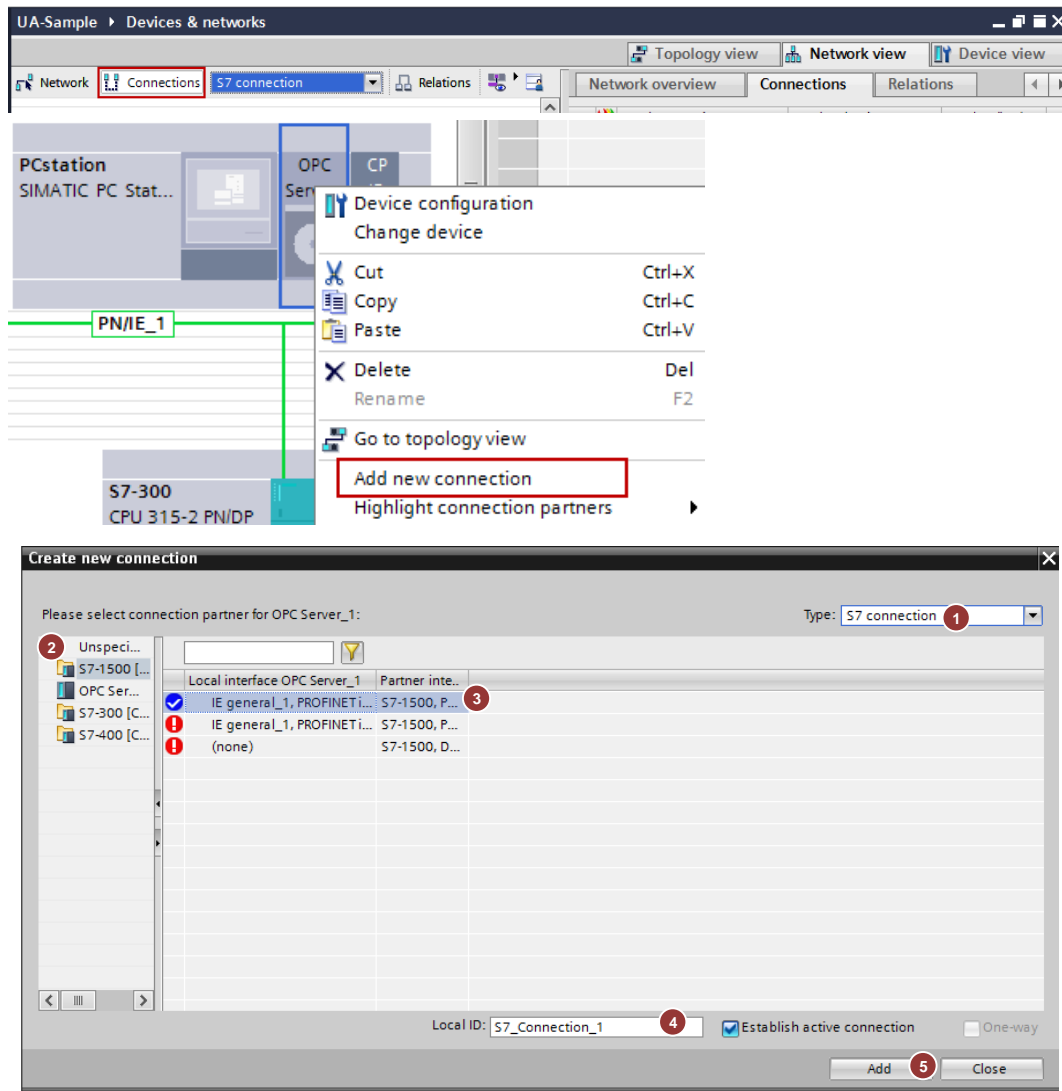 UA-Sample ▸ Devices & networks
Topology view Network view Device view
Network Connections S7 connection Relations Network overview Connections Relations
PCstation OPC CP
SIMATIC PC Stat...
Device configuration
Change device
Cut Ctrl+X
Copy Ctrl+C
PN/IE_1 Paste Ctrl+V
Delete Del
Rename F2
Go to topology view
Add new connection
S7-300
Highlight connection partners
CPU 315-2 PN/DP
Create new connection
Please select connection partner for OPC Server_1: Type: S7 connection 1
2 Unspeci...
S7-1500 [... Local interface OPC Server_1 Partner inte..
OPC Ser... IE general_1, PROFINET i... S7-1500, P... 3
S7-300 [C... IE general_1, PROFINET i... S7-1500, P...
S7-400 [C... (none) S7-1500, D...
Local ID: S7_Connection_1 4 Establish active connection One-way
Add 5 Close